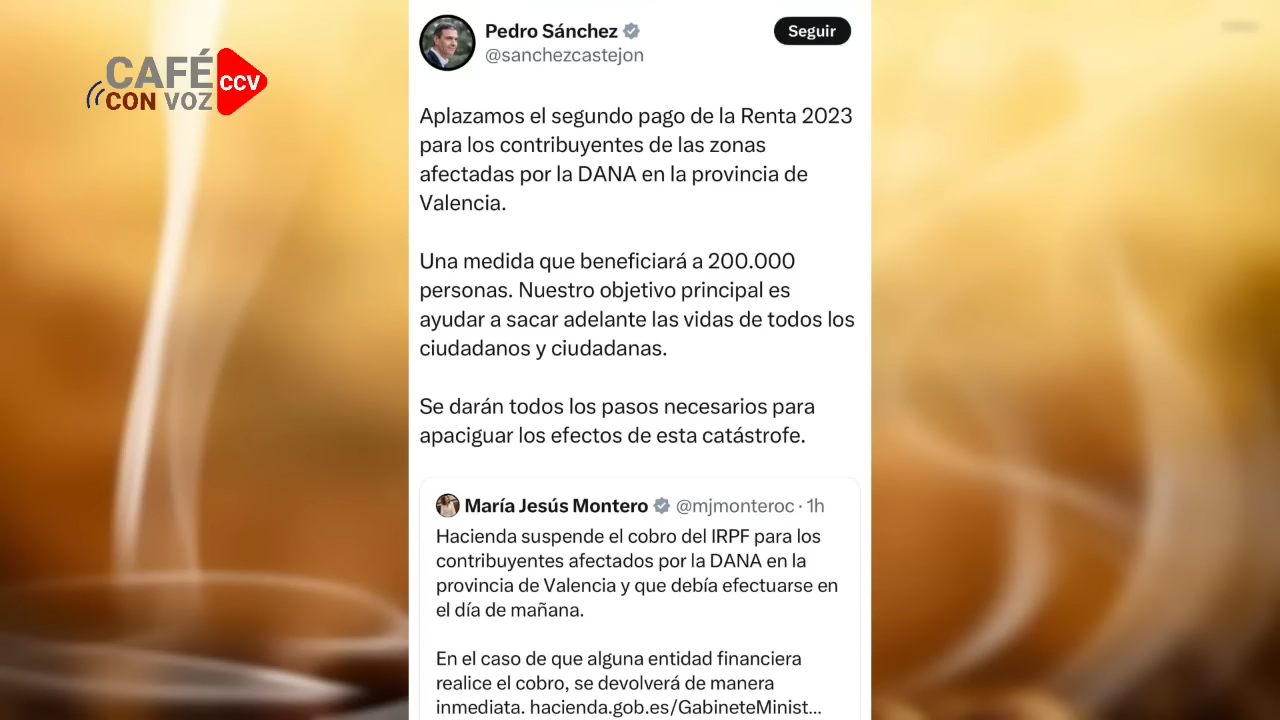 CAFÉ
CON VOZ
CCV
Pedro Sánchez
@sanchezcastejon
Seguir
Aplazamos el segundo pago de la Renta 2023
para los contribuyentes de las zonas
afectadas por la DANA en la provincia de
Valencia.
Una medida que beneficiará a 200.000
personas. Nuestro objetivo principal es
ayudar a sacar adelante las vidas de todos los
ciudadanos y ciudadanas.
Se darán todos los pasos necesarios para
apaciguar los efectos de esta catástrofe.
María Jesús Montero @mjmonteroc · 1h
Hacienda suspende el cobro del IRPF para los
contribuyentes afectados por la DANA en la
provincia de Valencia y que debía efectuarse en
el día de mañana.
En el caso de que alguna entidad financiera
realice el cobro, se devolverá de manera
inmediata. hacienda.gob.es/GabineteMinist...